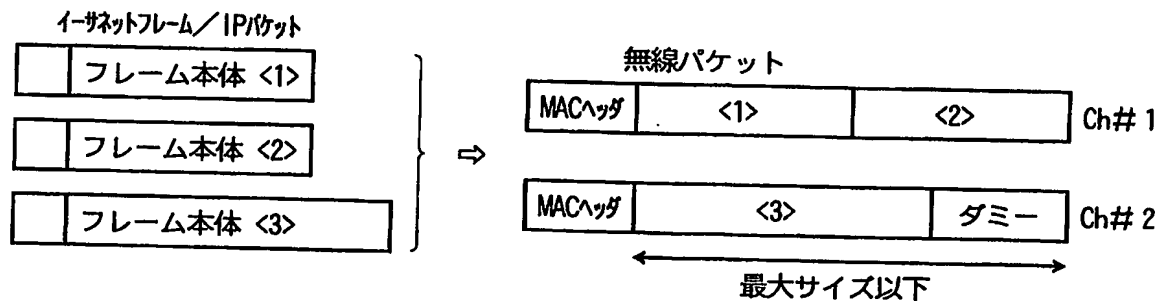 イーサネットフレーム／IPパケット
フレーム本体 <1>
フレーム本体 <2>
フレーム本体 <3>
⇨
無線パケット
MACヘッダ <1> <2> Ch# 1
MACヘッダ <3> ダミー Ch# 2
最大サイズ以下